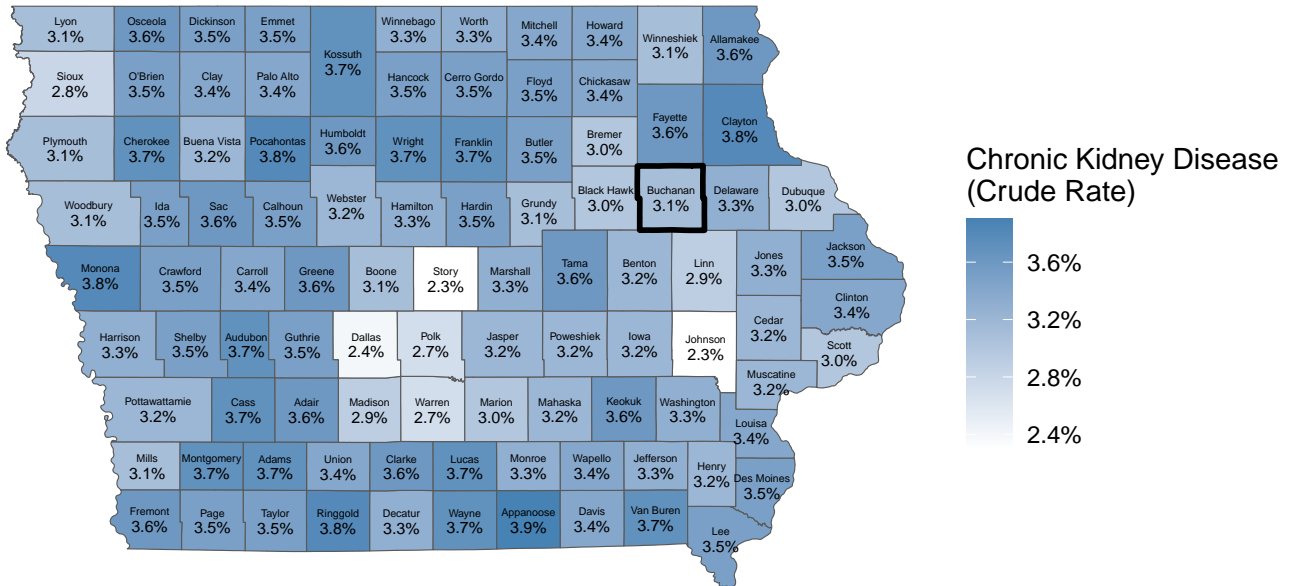 Lyon
3.1%
Osceola
3.6%
Dickinson
3.5%
Emmet
3.5%
Kossuth
3.7%
Winnebago
3.3%
Worth
3.3%
Mitchell
3.4%
Howard
3.4%
Winneshiek
3.1%
Allamakee
3.6%
Sioux
2.8%
O'Brien
3.5%
Clay
3.4%
Palo Alto
3.4%
Hancock
3.5%
Cerro Gordo
3.5%
Floyd
3.5%
Chickasaw
3.4%
Fayette
3.6%
Clayton
3.8%
Plymouth
3.1%
Cherokee
3.7%
Buena Vista
3.2%
Pocahontas
3.8%
Humboldt
3.6%
Wright
3.7%
Franklin
3.7%
Butler
3.5%
Bremer
3.0%
Woodbury
3.1%
Ida
3.5%
Sac
3.6%
Calhoun
3.5%
Webster
3.2%
Hamilton
3.3%
Hardin
3.5%
Grundy
3.1%
Black Hawk
3.0%
Buchanan
3.1%
Delaware
3.3%
Dubuque
3.0%
Monona
3.8%
Crawford
3.5%
Carroll
3.4%
Greene
3.6%
Boone
3.1%
Story
2.3%
Marshall
3.3%
Tama
3.6%
Benton
3.2%
Linn
2.9%
Jones
3.3%
Jackson
3.5%
Clinton
3.4%
Harrison
3.3%
Shelby
3.5%
Audubon
3.7%
Guthrie
3.5%
Dallas
2.4%
Polk
2.7%
Jasper
3.2%
Poweshiek
3.2%
Iowa
3.2%
Johnson
2.3%
Cedar
3.2%
Scott
3.0%
Muscatine
3.2%
Pottawattamie
3.2%
Cass
3.7%
Adair
3.6%
Madison
2.9%
Warren
2.7%
Marion
3.0%
Mahaska
3.2%
Keokuk
3.6%
Washington
3.3%
Louisa
3.4%
Mills
3.1%
Montgomery
3.7%
Adams
3.7%
Union
3.4%
Clarke
3.6%
Lucas
3.7%
Monroe
3.3%
Wapello
3.4%
Jefferson
3.3%
Henry
3.2%
Des Moines
3.5%
Fremont
3.6%
Page
3.5%
Taylor
3.5%
Ringgold
3.8%
Decatur
3.3%
Wayne
3.7%
Appanoose
3.9%
Davis
3.4%
Van Buren
3.7%
Lee
3.5%
Chronic Kidney Disease
(Crude Rate)
3.6%
3.2%
2.8%
2.4%